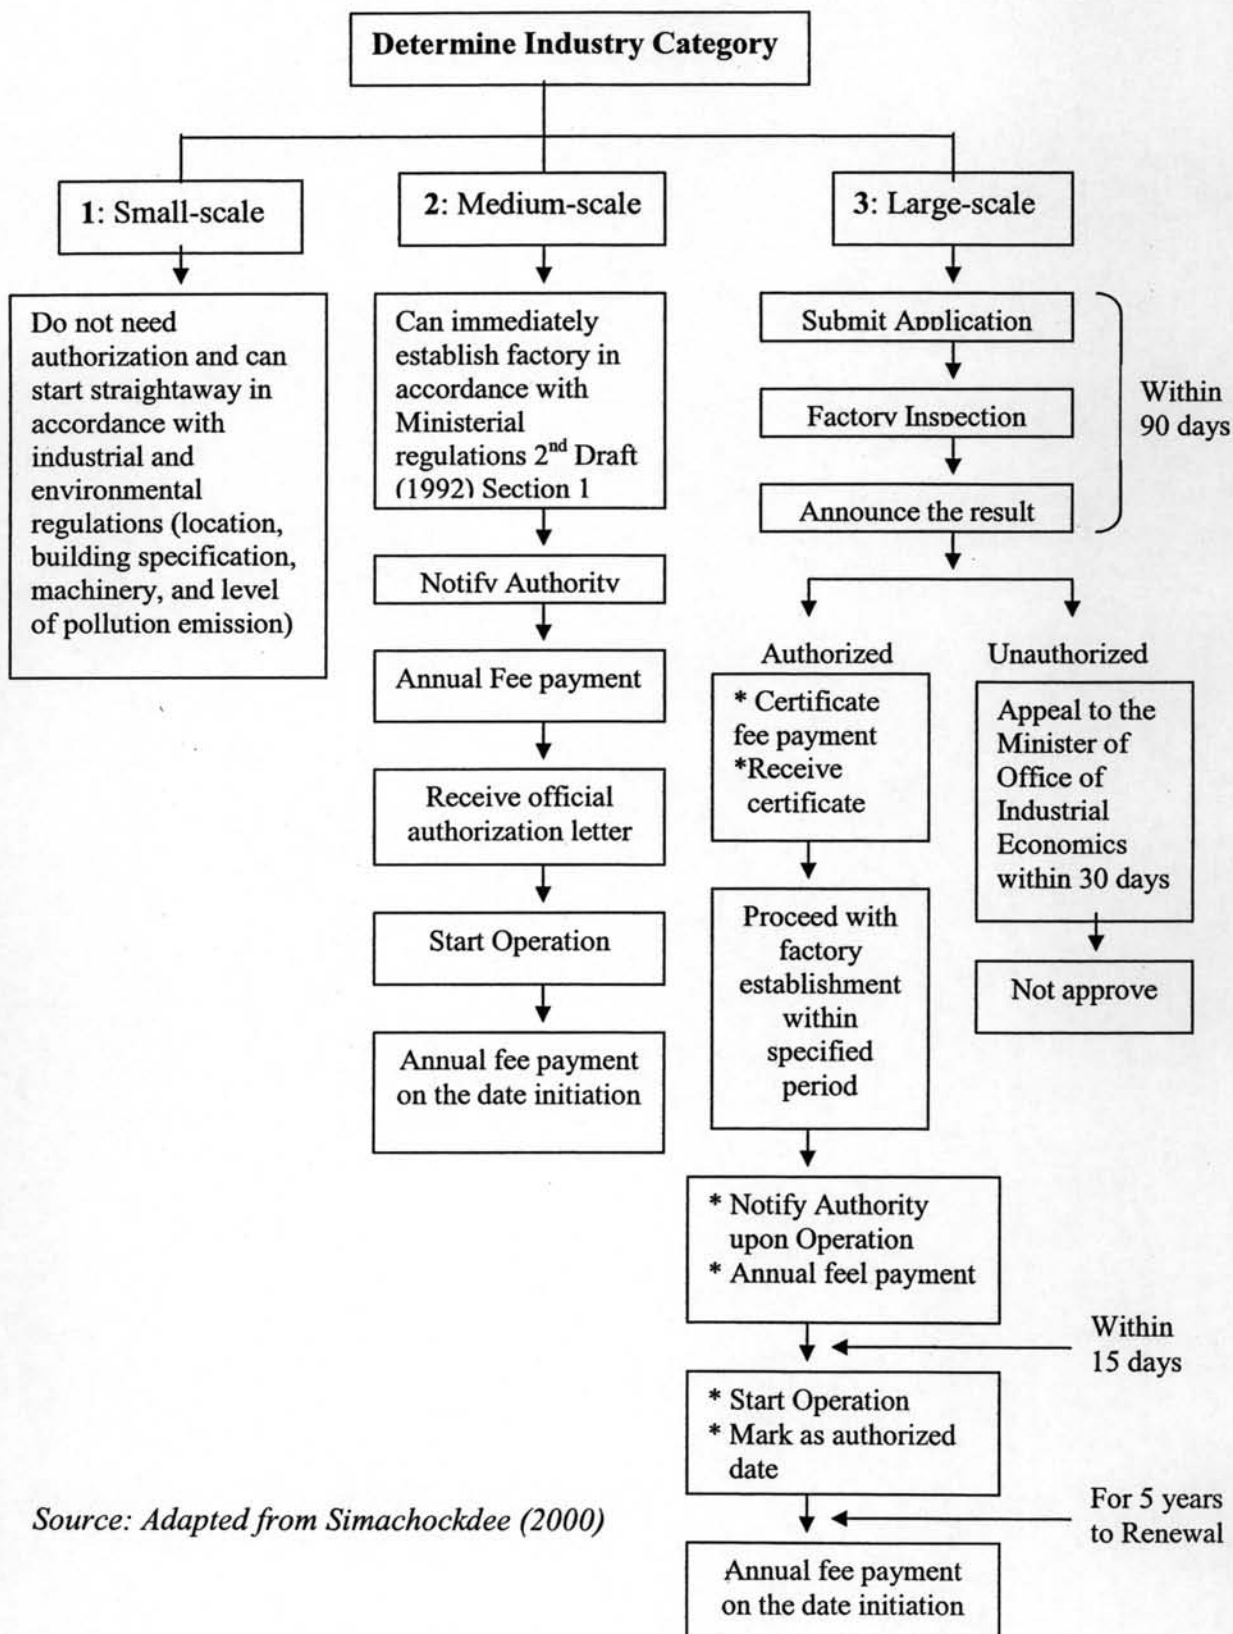 Determine Industry Category
1: Small-scale
2: Medium-scale
3: Large-scale
Do not need
authorization and can
start straightaway in
accordance with
industrial and
environmental
regulations (location,
building specification,
machinery, and level
of pollution emission)
Can immediately
establish factory in
accordance with
Ministerial
regulations 2nd Draft
(1992) Section 1
Notify Authority
Annual Fee payment
Receive official
authorization letter
Start Operation
Annual fee payment
on the date initiation
Submit Application
Factory Inspection
Announce the result
Within
90 days
Authorized
Unauthorized
* Certificate
fee payment
*Receive
certificate
Appeal to the
Minister of
Office of
Industrial
Economics
within 30 days
Not approve
Proceed with
factory
establishment
within
specified
period
* Notify Authority
upon Operation
* Annual feel payment
Within
15 days
* Start Operation
* Mark as authorized
date
For 5 years
to Renewal
Annual fee payment
on the date initiation
Source: Adapted from Simachockdee (2000)